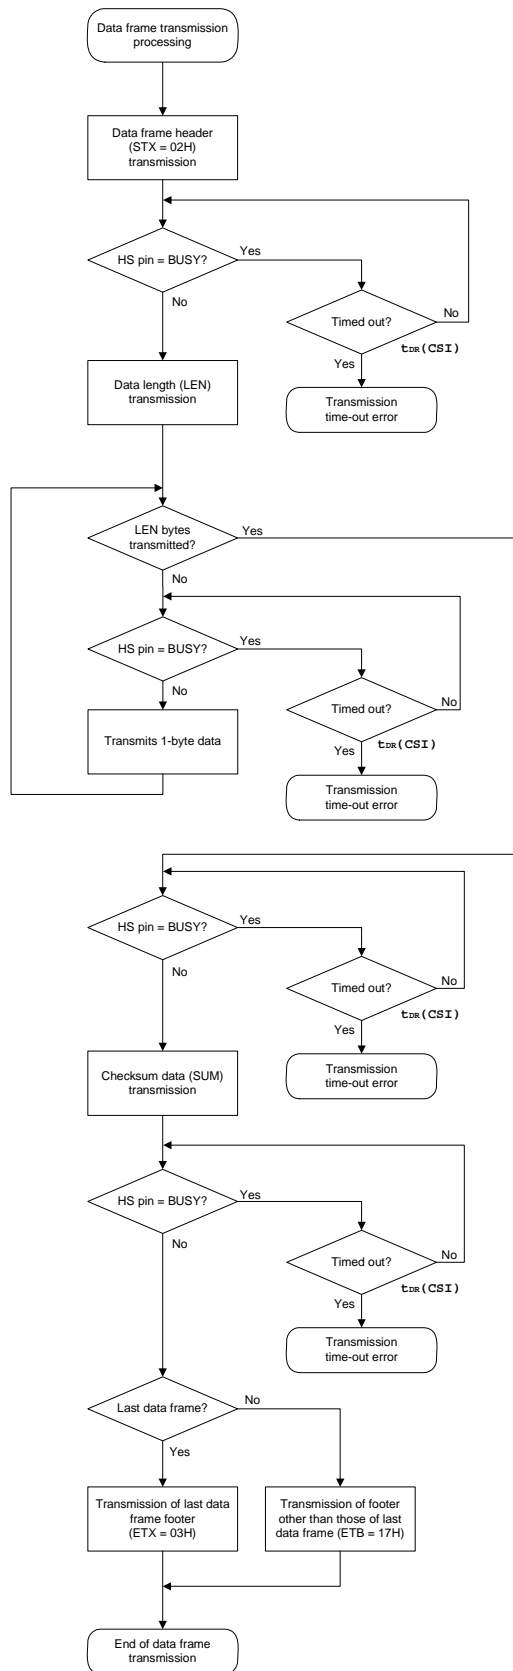 Data frame transmission
processing
Data frame header
(STX = 02H)
transmission
HS pin = BUSY?
Yes
No
Timed out?
No
tDR(CSI)
Yes
Transmission
time-out error
Data length (LEN)
transmission
LEN bytes
transmitted?
Yes
No
HS pin = BUSY?
Yes
No
Timed out?
No
tDR(CSI)
Yes
Transmission
time-out error
Transmits 1-byte data
HS pin = BUSY?
Yes
No
Timed out?
No
tDR(CSI)
Yes
Transmission
time-out error
Checksum data (SUM)
transmission
HS pin = BUSY?
Yes
No
Timed out?
No
tDR(CSI)
Yes
Transmission
time-out error
Last data frame?
No
Yes
Transmission of last data
frame footer
(ETX = 03H)
Transmission of footer
other than those of last
data frame (ETB = 17H)
End of data frame
transmission